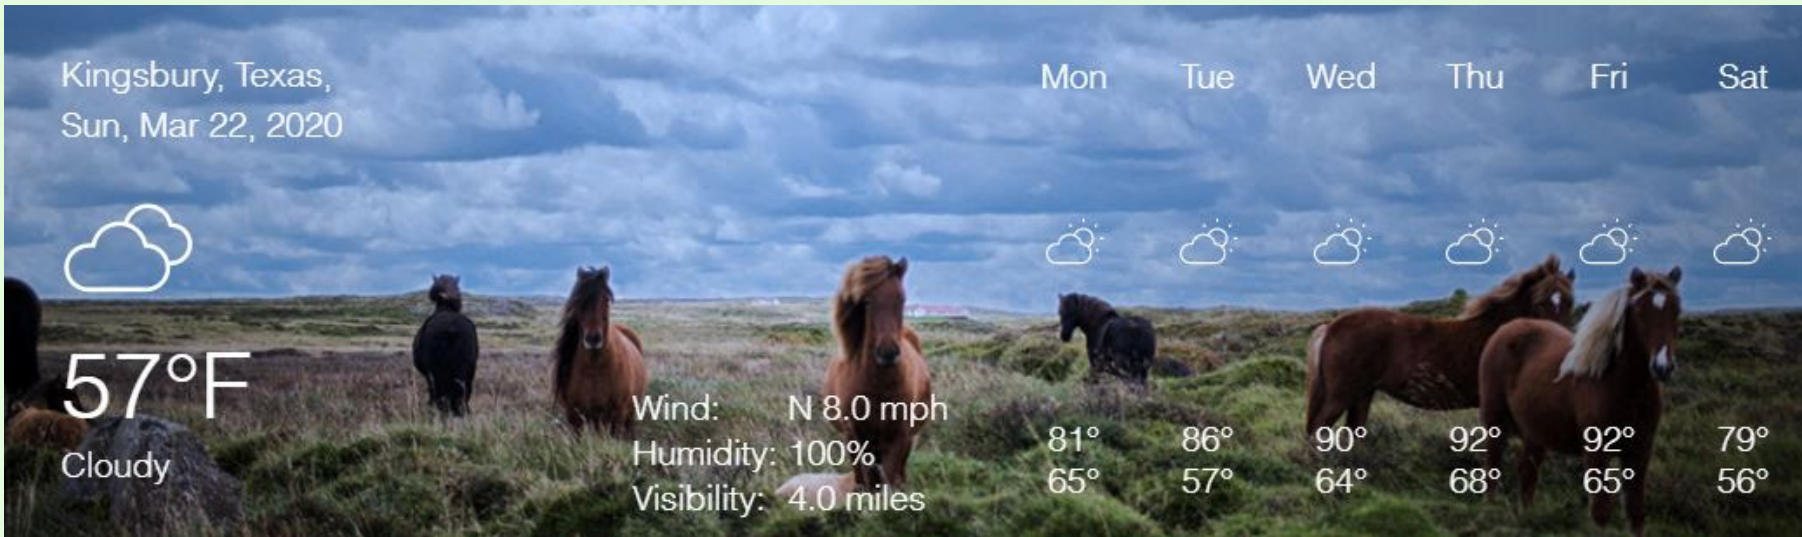 Kingsbury, Texas,
Sun, Mar 22, 2020
57°F
Cloudy
Wind: N 8.0 mph
Humidity: 100%
Visibility: 4.0 miles
Mon Tue Wed Thu Fri Sat
81° 86° 90° 92° 92° 79°
65° 57° 64° 68° 65° 56°